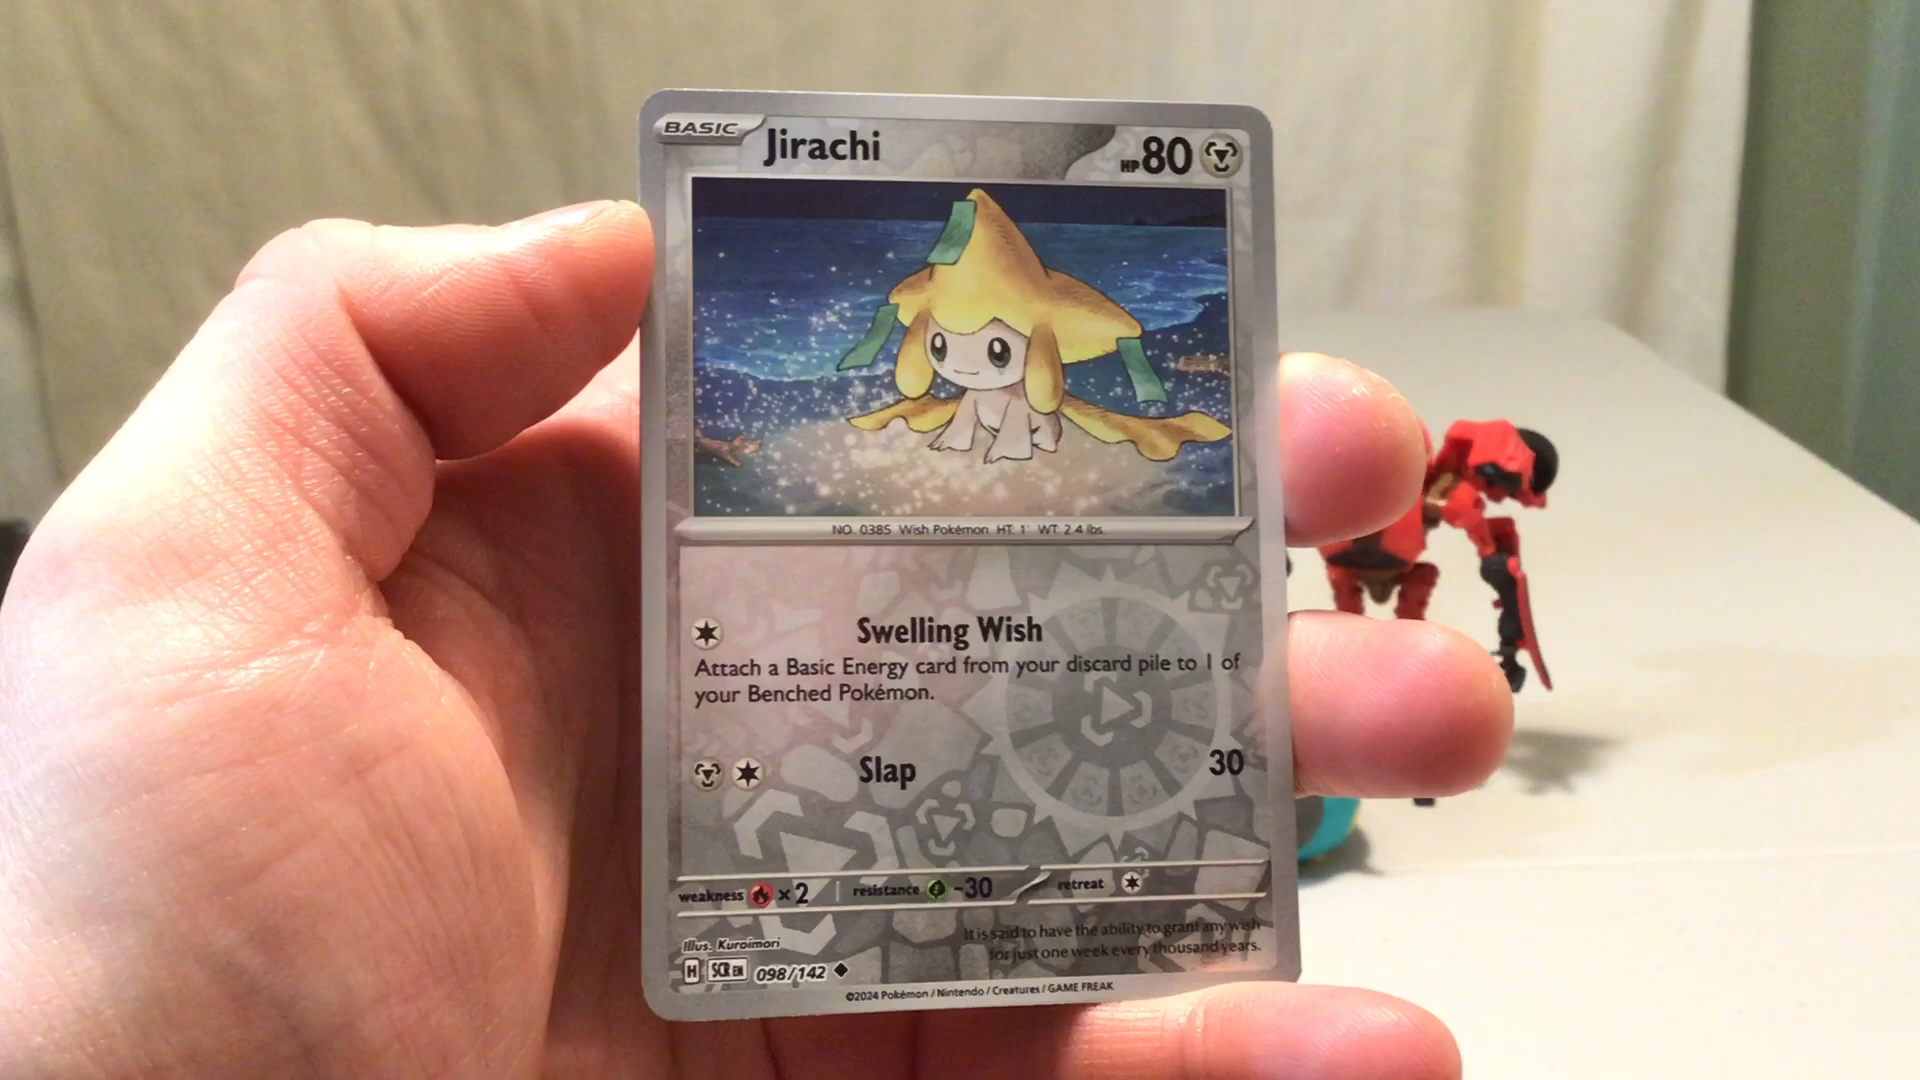 BASIC Jirachi HP 80
NO. 0385 Wish Pokémon HT: 1' WT: 2.4 lbs.
Swelling Wish
Attach a Basic Energy card from your discard pile to 1 of
your Benched Pokémon.
Slap 30
weakness ×2 resistance -30 retreat
It is said to have the ability to grant any wish
for just one week every thousand years.
Illus. Kuroimori
H SCR EN 098/142
©2024 Pokémon / Nintendo / Creatures / GAME FREAK